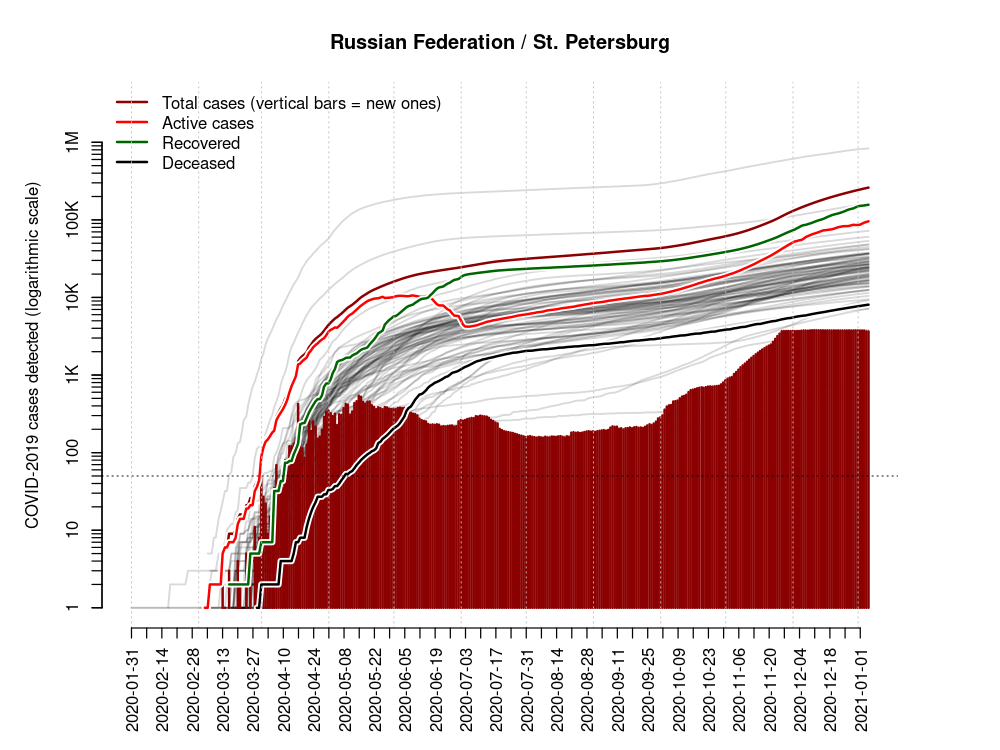 Russian Federation / St. Petersburg
Total cases (vertical bars = new ones)
Active cases
Recovered
Deceased
COVID-2019 cases detected (logarithmic scale)
1M
100K
10K
1K
100
10
1
2020-01-31
2020-02-14
2020-02-28
2020-03-13
2020-03-27
2020-04-10
2020-04-24
2020-05-08
2020-05-22
2020-06-05
2020-06-19
2020-07-03
2020-07-17
2020-07-31
2020-08-14
2020-08-28
2020-09-11
2020-09-25
2020-10-09
2020-10-23
2020-11-06
2020-11-20
2020-12-04
2020-12-18
2021-01-01